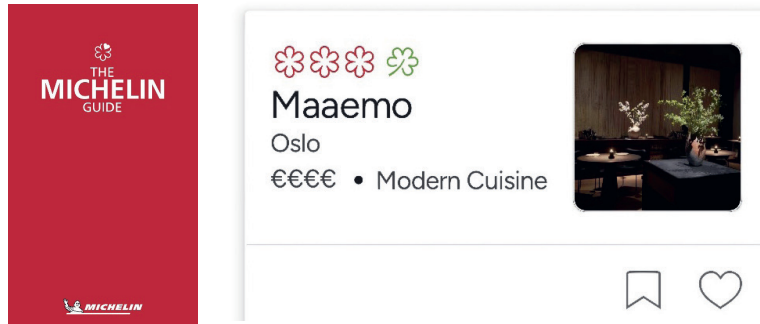 THE
MICHELIN
GUIDE
MICHELIN
Maaemo
Oslo
€€€€ • Modern Cuisine